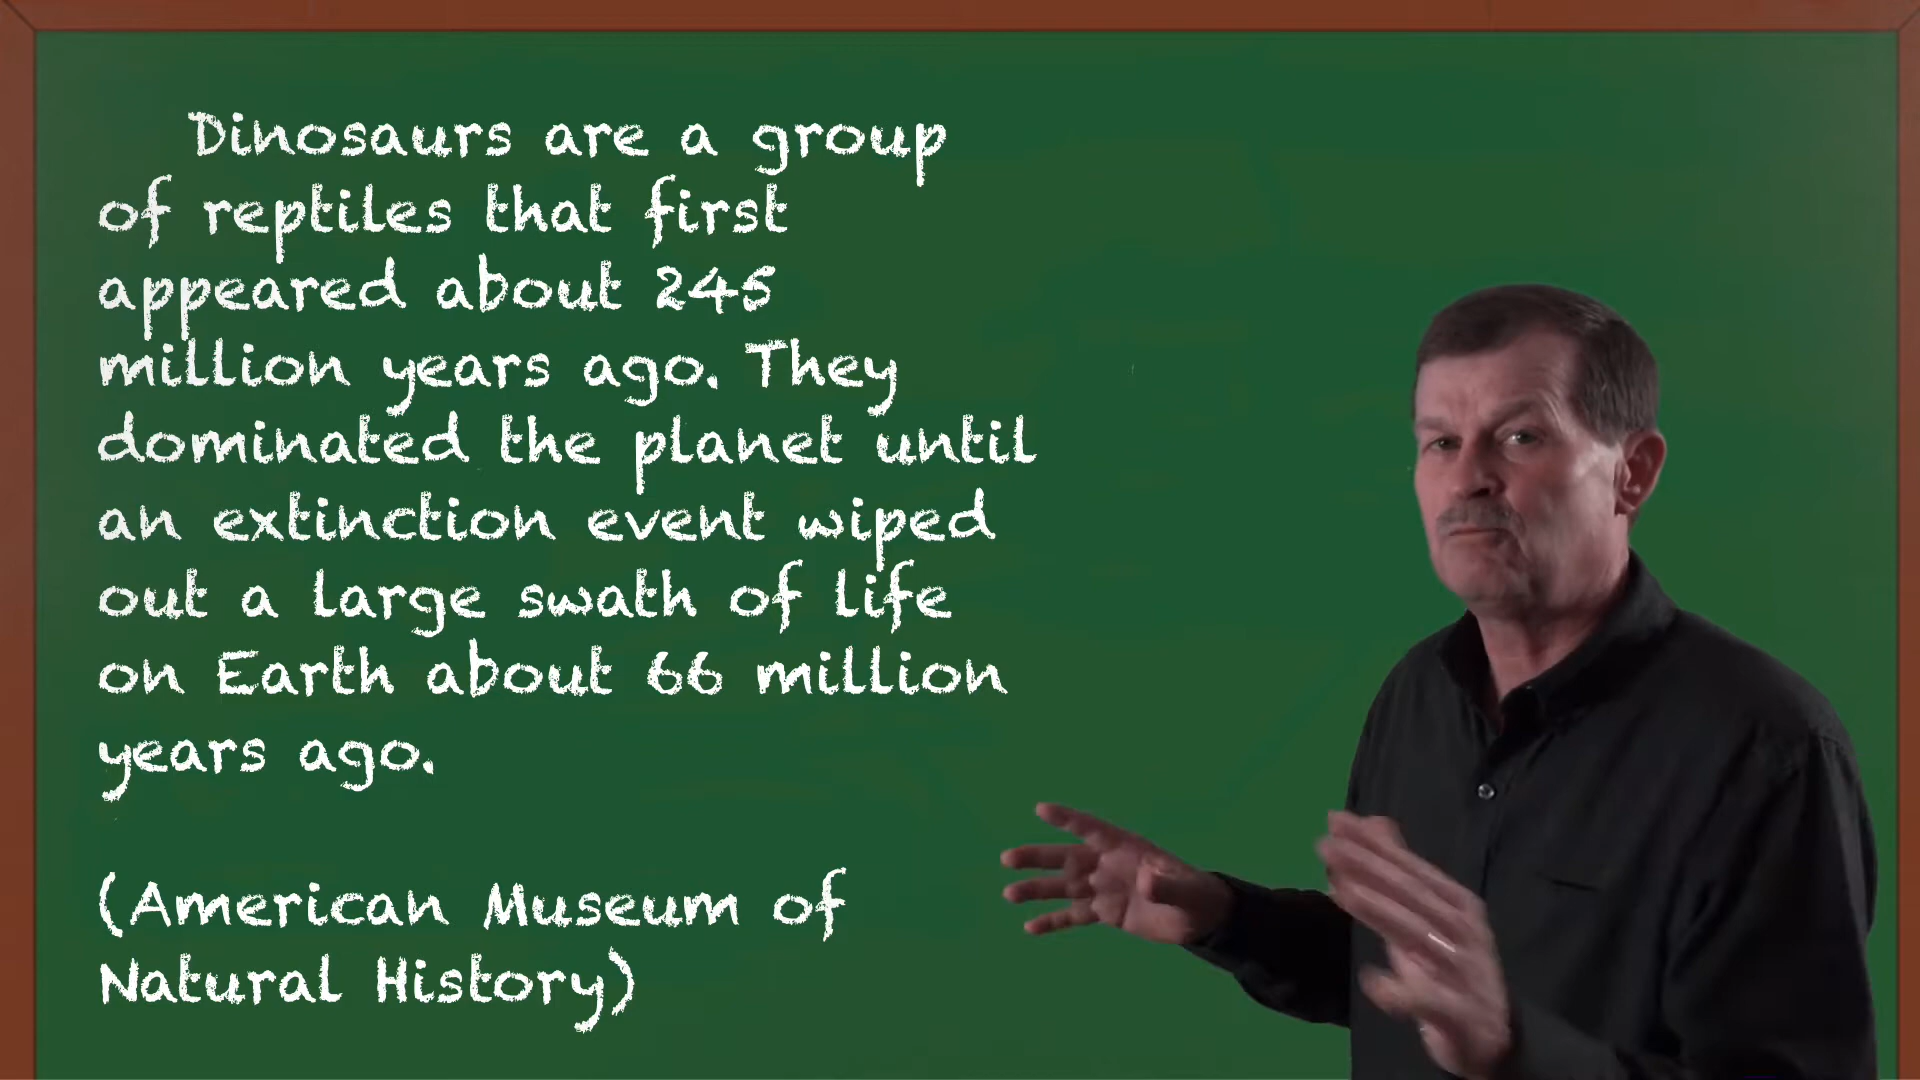 Dinosaurs are a group
of reptiles that first
appeared about 245
million years ago. They
dominated the planet until
an extinction event wiped
out a large swath of life
on Earth about 66 million
years ago.
(American Museum of
Natural History)